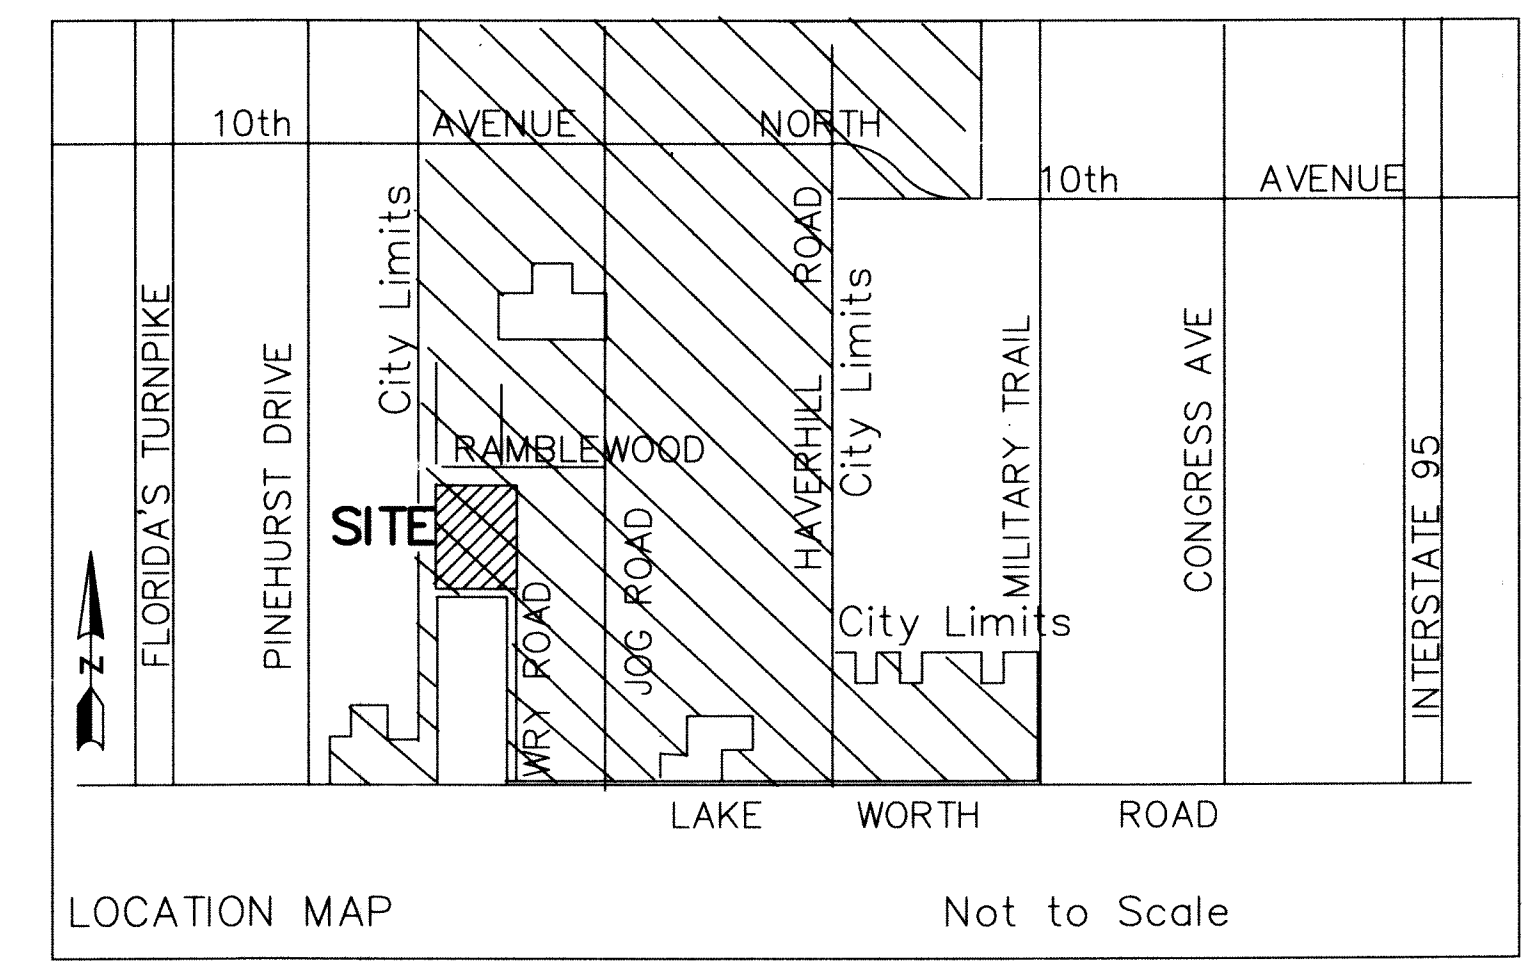 10th AVENUE NORTH
10th AVENUE
City Limits
ROAD
HAVERHILL
City Limits
FLORIDA'S TURNPIKE
PINEHURST DRIVE
MILITARY TRAIL
CONGRESS AVE
INTERSTATE 95
RAMBLEWOOD
SITE
JOG ROAD
WRY ROAD
City Limits
N
LAKE WORTH ROAD
LOCATION MAP
Not to Scale